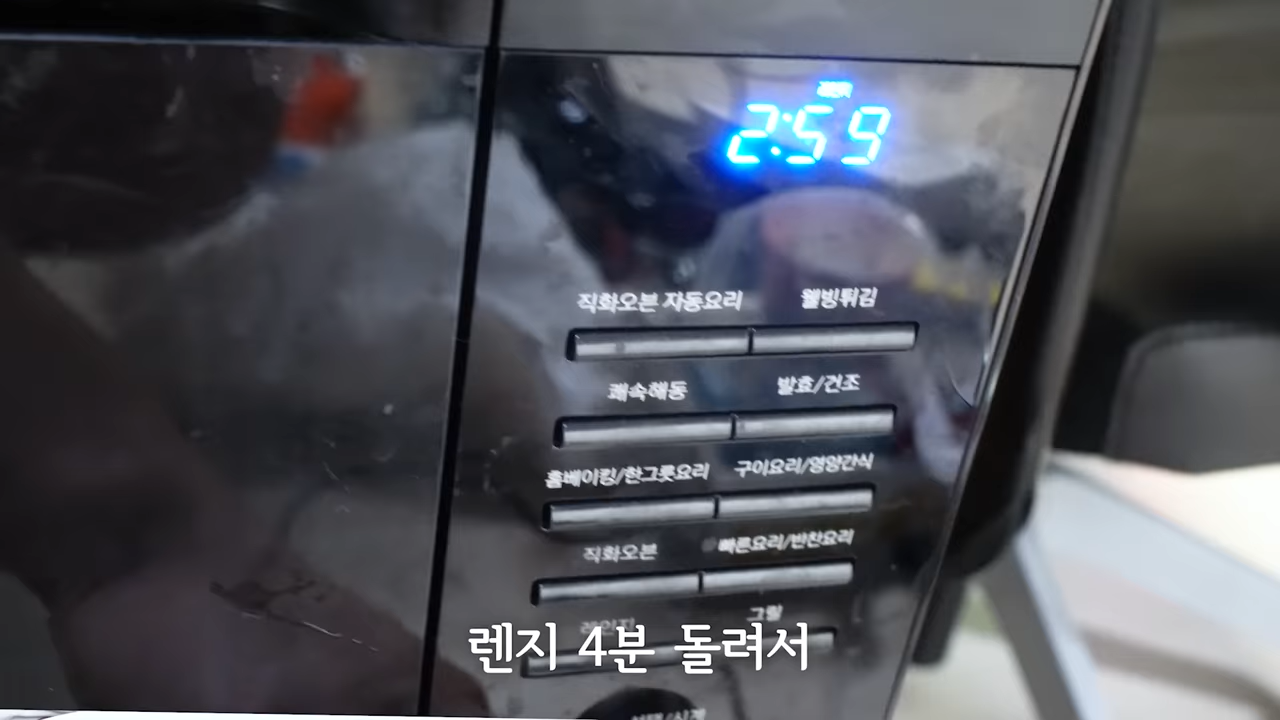 2:59
직화오븐 자동요리 웰빙튀김
쾌속해동 발효/건조
홈베이킹/한그릇요리 구이요리/영양간식
직화오븐 빠른요리/반찬요리
레인지 그릴
렌지 4분 돌려서